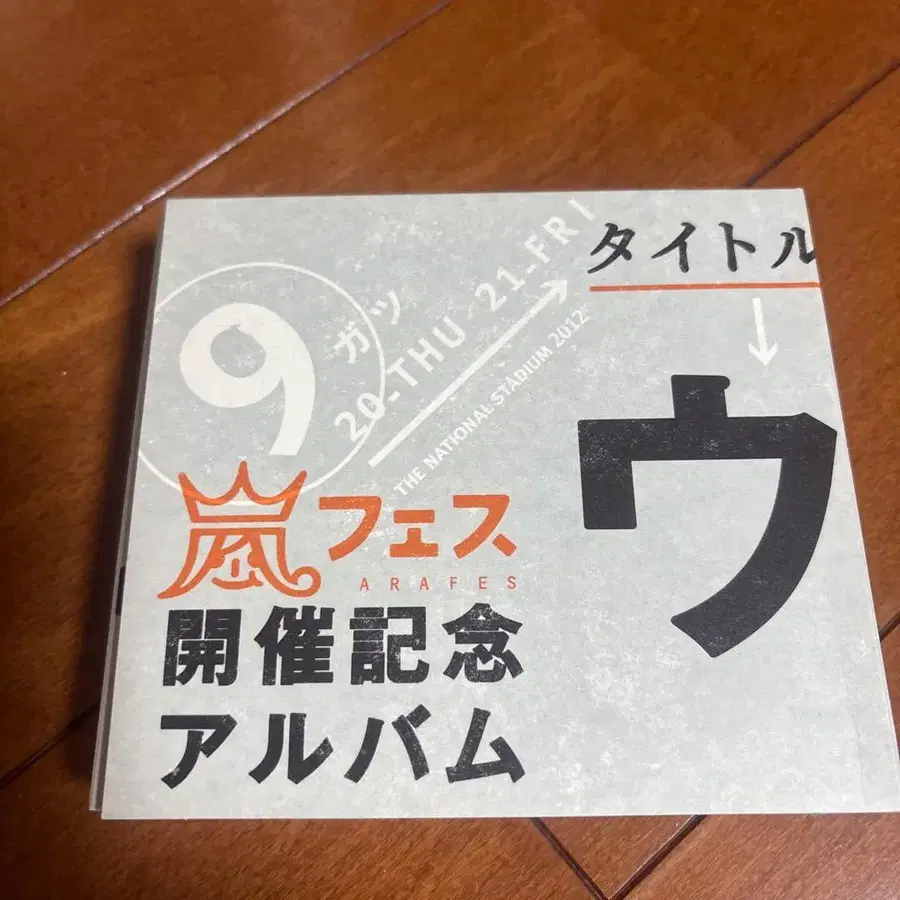 9
ガツ
20-THU 21-FRI
THE NATIONAL STADIUM 2012
タイトル
ウ
嵐フェス
ARAFES
開催記念
アルバム